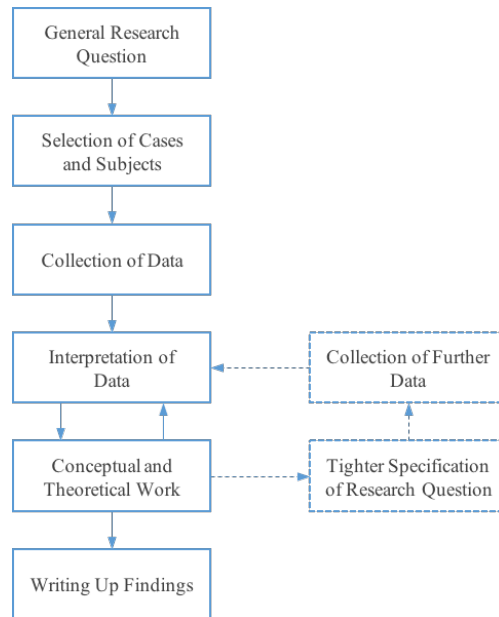 General Research
Question
Selection of Cases
and Subjects
Collection of Data
Interpretation of
Data
Collection of Further
Data
Conceptual and
Theoretical Work
Tighter Specification
of Research Question
Writing Up Findings